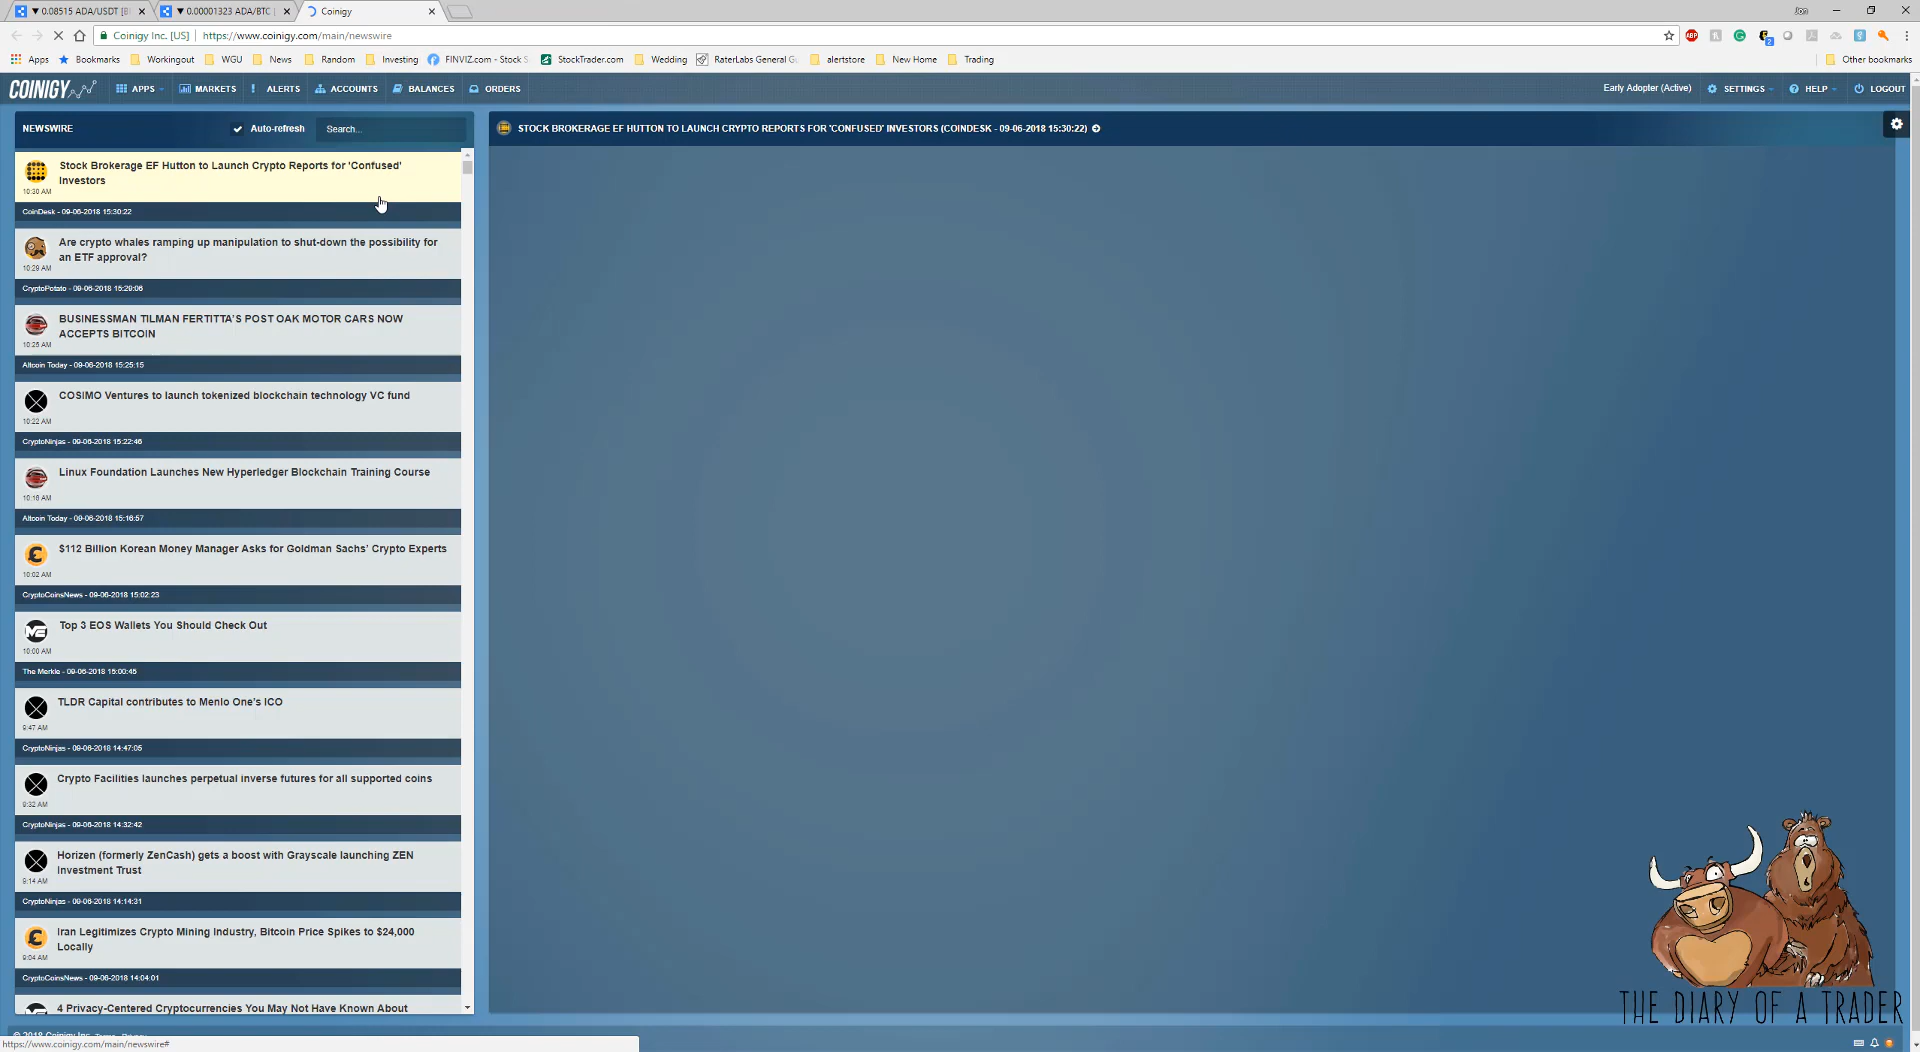 ▼ 0.08515 ADA/USDT [B
▼ 0.00001323 ADA/BTC [
Coinigy
Jon
Coinigy Inc. [US]
https://www.coinigy.com/main/newswire
Apps
Bookmarks
Workingout
WGU
News
Random
Investing
FINVIZ.com - Stock S
StockTrader.com
Wedding
RaterLabs General Gu
alertstore
New Home
Trading
Other bookmarks
COINIGY
APPS
MARKETS
ALERTS
ACCOUNTS
BALANCES
ORDERS
Early Adopter (Active)
SETTINGS
HELP
LOGOUT
NEWSWIRE
Auto-refresh
Search...
STOCK BROKERAGE EF HUTTON TO LAUNCH CRYPTO REPORTS FOR 'CONFUSED' INVESTORS (COINDESK - 09-06-2018 15:30:22)
Stock Brokerage EF Hutton to Launch Crypto Reports for 'Confused'
Investors
10:30 AM
CoinDesk - 09-06-2018 15:30:22
Are crypto whales ramping up manipulation to shut-down the possibility for
an ETF approval?
10:29 AM
CryptoPotato - 09-06-2018 15:29:06
BUSINESSMAN TILMAN FERTITTA'S POST OAK MOTOR CARS NOW
ACCEPTS BITCOIN
10:25 AM
Altcoin Today - 09-06-2018 15:25:15
COSIMO Ventures to launch tokenized blockchain technology VC fund
10:22 AM
CryptoNinjas - 09-06-2018 15:22:46
Linux Foundation Launches New Hyperledger Blockchain Training Course
10:16 AM
Altcoin Today - 09-06-2018 15:16:57
$112 Billion Korean Money Manager Asks for Goldman Sachs' Crypto Experts
10:02 AM
CryptoCoinsNews - 09-06-2018 15:02:23
Top 3 EOS Wallets You Should Check Out
10:00 AM
The Merkle - 09-06-2018 15:00:45
TLDR Capital contributes to Menlo One's ICO
9:47 AM
CryptoNinjas - 09-06-2018 14:47:05
Crypto Facilities launches perpetual inverse futures for all supported coins
9:32 AM
CryptoNinjas - 09-06-2018 14:32:42
Horizen (formerly ZenCash) gets a boost with Grayscale launching ZEN
Investment Trust
9:14 AM
CryptoNinjas - 09-06-2018 14:14:31
Iran Legitimizes Crypto Mining Industry, Bitcoin Price Spikes to $24,000
Locally
9:04 AM
CryptoCoinsNews - 09-06-2018 14:04:01
4 Privacy-Centered Cryptocurrencies You May Not Have Known About
© 2018 Coinigy Inc.
https://www.coinigy.com/main/newswire#
THE DIARY OF A TRADER